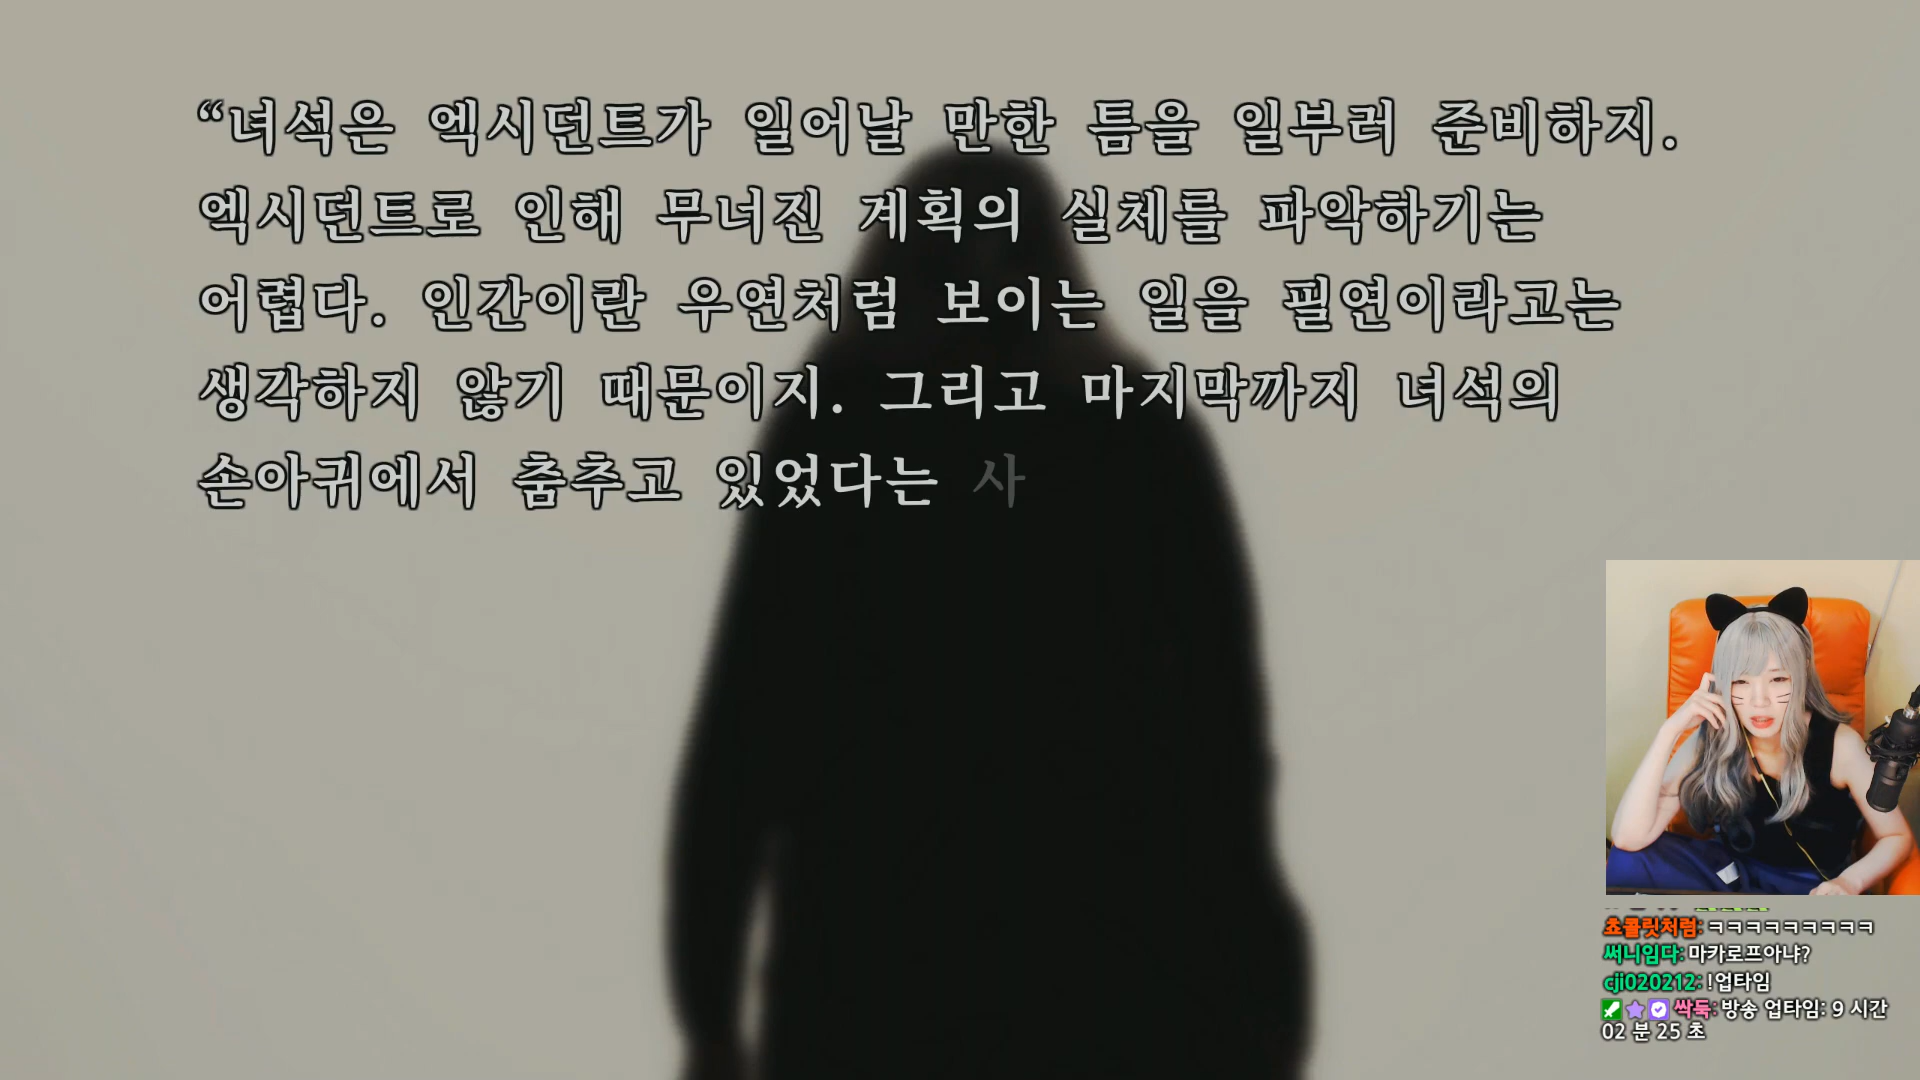 “녀석은 엑시던트가 일어날 만한 틈을 일부러 준비하지.
엑시던트로 인해 무너진 계획의 실체를 파악하기는
어렵다. 인간이란 우연처럼 보이는 일을 필연이라고는
생각하지 않기 때문이지. 그리고 마지막까지 녀석의
손아귀에서 춤추고 있었다는 사
쵸콜릿처럼: ㅋㅋㅋㅋㅋㅋㅋㅋㅋ
써니임댜: 마카로프아냐?
cji020212: !업타임
싹둑: 방송 업타임: 9 시간
02 분 25 초